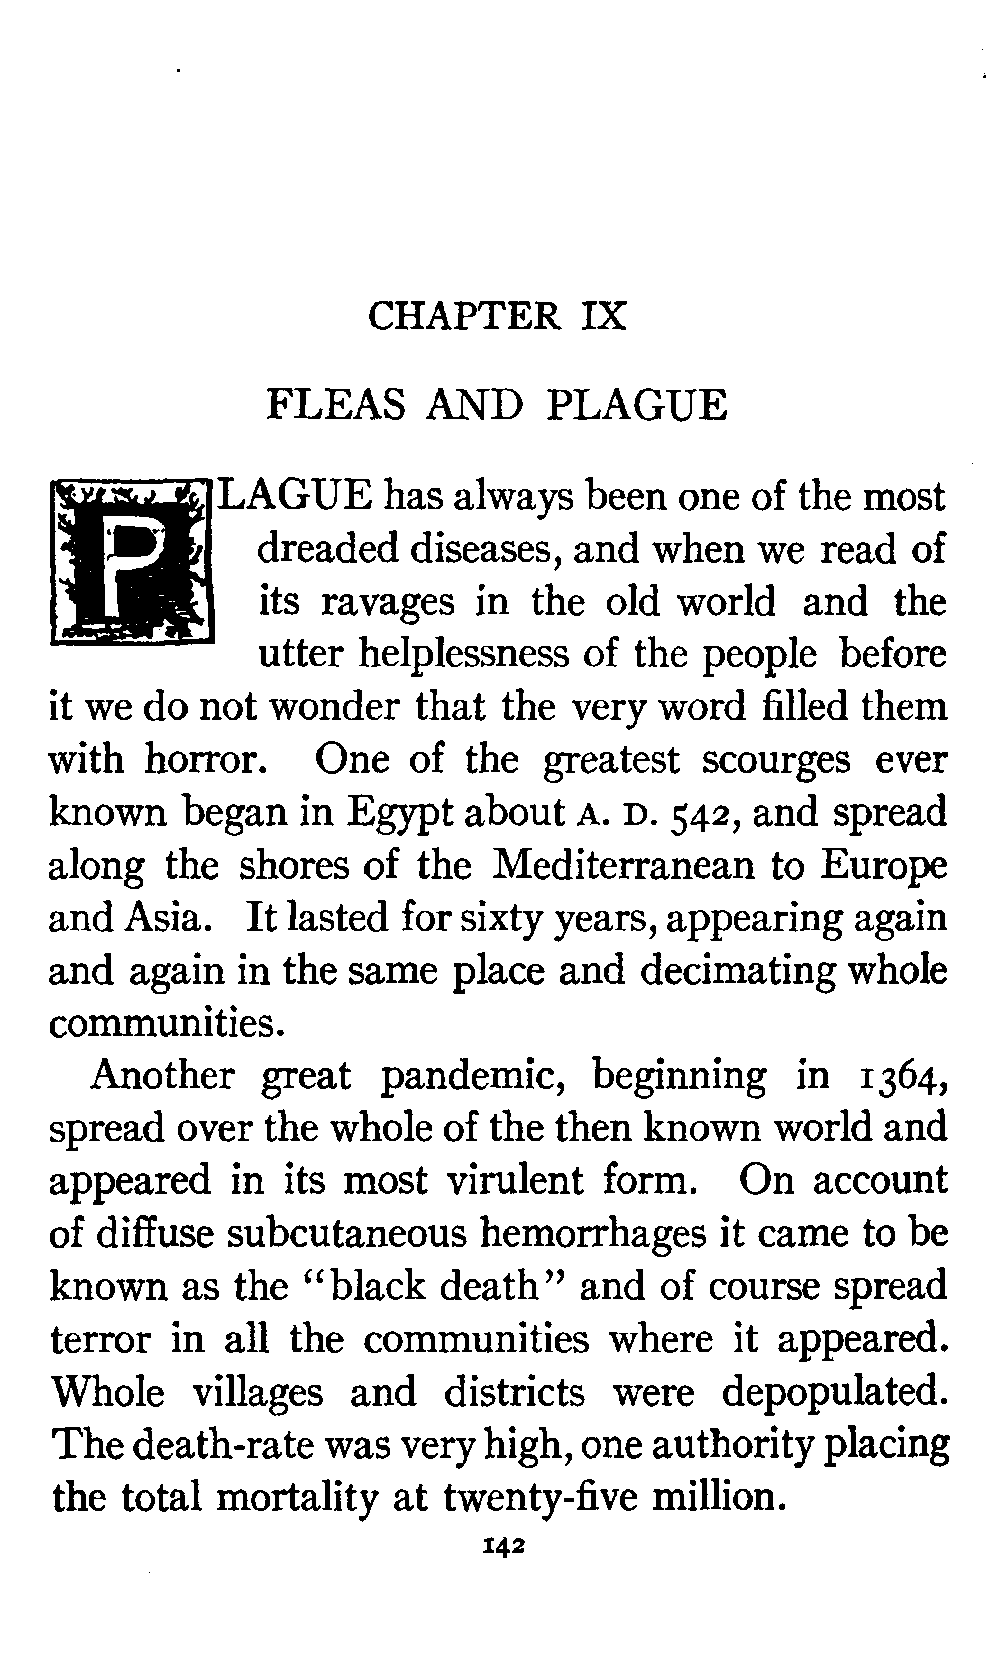 CHAPTER IX
FLEAS AND PLAGUE
PLAGUE has always been one of the most
dreaded diseases, and when we read of
its ravages in the old world and the
utter helplessness of the people before
it we do not wonder that the very word filled them
with horror. One of the greatest scourges ever
known began in Egypt about A. D. 542, and spread
along the shores of the Mediterranean to Europe
and Asia. It lasted for sixty years, appearing again
and again in the same place and decimating whole
communities.
Another great pandemic, beginning in 1364,
spread over the whole of the then known world and
appeared in its most virulent form. On account
of diffuse subcutaneous hemorrhages it came to be
known as the "black death" and of course spread
terror in all the communities where it appeared.
Whole villages and districts were depopulated.
The death-rate was very high, one authority placing
the total mortality at twenty-five million.
142